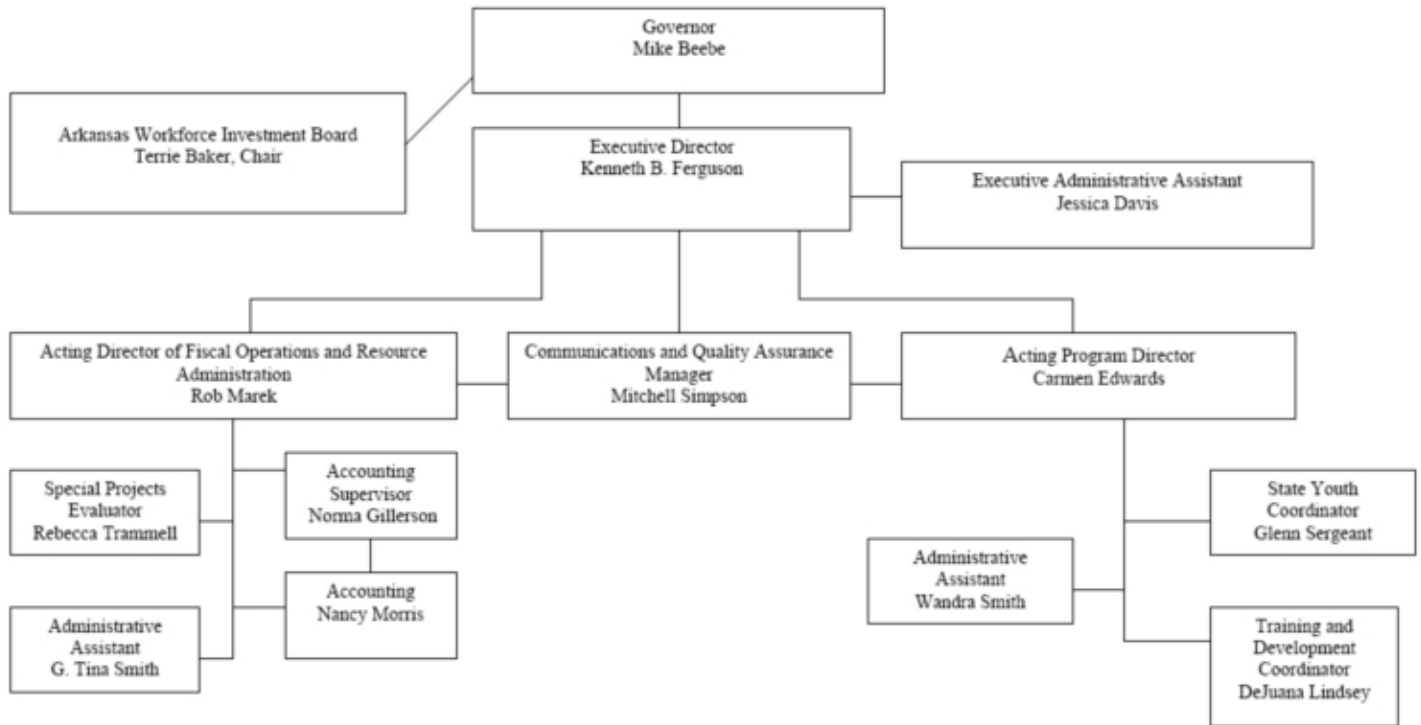 Governor
Mike Beebe
Arkansas Workforce Investment Board
Terrie Baker, Chair
Executive Director
Kenneth B. Ferguson
Executive Administrative Assistant
Jessica Davis
Acting Director of Fiscal Operations and Resource
Administration
Rob Marek
Communications and Quality Assurance
Manager
Mitchell Simpson
Acting Program Director
Carmen Edwards
Special Projects
Evaluator
Rebecca Trammell
Accounting
Supervisor
Norma Gillerson
State Youth
Coordinator
Glenn Sergeant
Administrative
Assistant
Wandra Smith
Accounting
Nancy Morris
Administrative
Assistant
G. Tina Smith
Training and
Development
Coordinator
DeJuana Lindsey